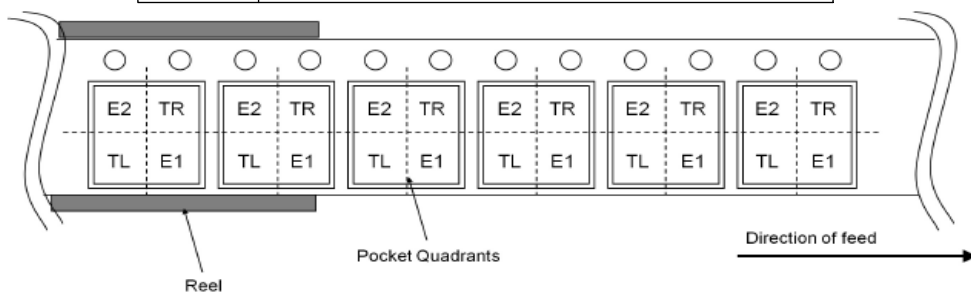 E2 TR E2 TR E2 TR E2 TR E2 TR E2 TR
TL E1 TL E1 TL E1 TL E1 TL E1 TL E1
Direction of feed
Pocket Quadrants
Reel